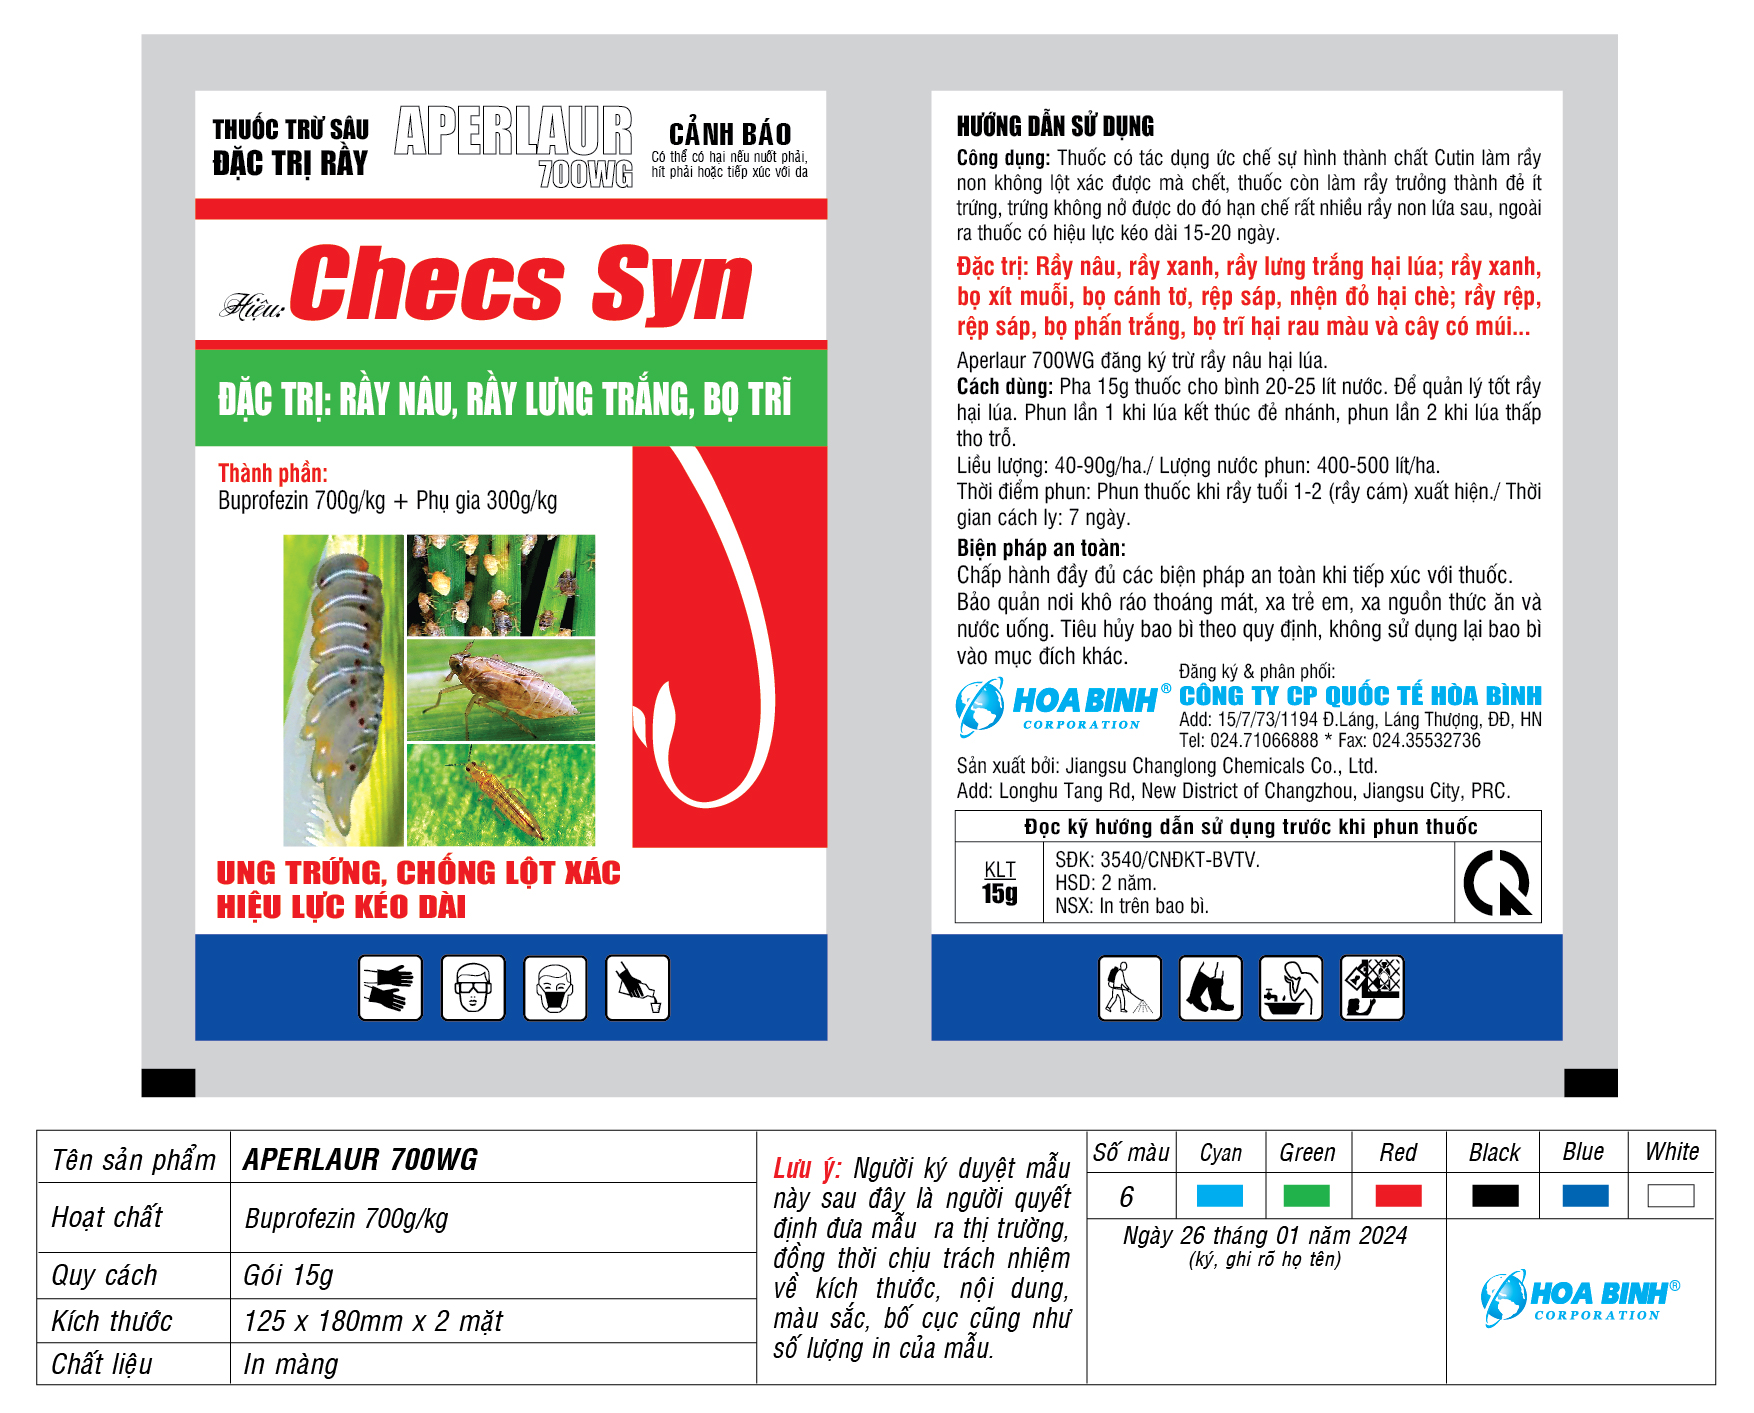 THUỐC TRỪ SÂU
ĐẶC TRỊ RẦY
APERLAUR
700WG
CẢNH BÁO
Có thể có hại nếu nuốt phải,
hít phải hoặc tiếp xúc với da
Hiệu: Checs Syn
ĐẶC TRỊ: RẦY NÂU, RẦY LƯNG TRẮNG, BỌ TRĨ
Thành phần:
Buprofezin 700g/kg + Phụ gia 300g/kg
UNG TRỨNG, CHỐNG LỘT XÁC
HIỆU LỰC KÉO DÀI
HƯỚNG DẪN SỬ DỤNG
Công dụng: Thuốc có tác dụng ức chế sự hình thành chất Cutin làm rầy
non không lột xác được mà chết, thuốc còn làm rầy trưởng thành đẻ ít
trứng, trứng không nở được do đó hạn chế rất nhiều rầy non lứa sau, ngoài
ra thuốc có hiệu lực kéo dài 15-20 ngày.
Đặc trị: Rầy nâu, rầy xanh, rầy lưng trắng hại lúa; rầy xanh,
bọ xít muỗi, bọ cánh tơ, rệp sáp, nhện đỏ hại chè; rầy rệp,
rệp sáp, bọ phấn trắng, bọ trĩ hại rau màu và cây có múi...
Aperlaur 700WG đăng ký trừ rầy nâu hại lúa.
Cách dùng: Pha 15g thuốc cho bình 20-25 lít nước. Để quản lý tốt rầy
hại lúa. Phun lần 1 khi lúa kết thúc đẻ nhánh, phun lần 2 khi lúa thấp
tho trỗ.
Liều lượng: 40-90g/ha./ Lượng nước phun: 400-500 lít/ha.
Thời điểm phun: Phun thuốc khi rầy tuổi 1-2 (rầy cám) xuất hiện./ Thời
gian cách ly: 7 ngày.
Biện pháp an toàn:
Chấp hành đầy đủ các biện pháp an toàn khi tiếp xúc với thuốc.
Bảo quản nơi khô ráo thoáng mát, xa trẻ em, xa nguồn thức ăn và
nước uống. Tiêu hủy bao bì theo quy định, không sử dụng lại bao bì
vào mục đích khác.
Đăng ký & phân phối:
HOA BINH®
CORPORATION
CÔNG TY CP QUỐC TẾ HÒA BÌNH
Add: 15/7/73/1194 Đ.Láng, Láng Thượng, ĐĐ, HN
Tel: 024.71066888 * Fax: 024.35532736
Sản xuất bởi: Jiangsu Changlong Chemicals Co., Ltd.
Add: Longhu Tang Rd, New District of Changzhou, Jiangsu City, PRC.
Đọc kỹ hướng dẫn sử dụng trước khi phun thuốc
KLT
15g
SĐK: 3540/CNĐKT-BVTV.
HSD: 2 năm.
NSX: In trên bao bì.
Tên sản phẩm APERLAUR 700WG
Hoạt chất Buprofezin 700g/kg
Quy cách Gói 15g
Kích thước 125 x 180mm x 2 mặt
Chất liệu In màng
Lưu ý: Người ký duyệt mẫu
này sau đây là người quyết
định đưa mẫu ra thị trường,
đồng thời chịu trách nhiệm
về kích thước, nội dung,
màu sắc, bố cục cũng như
số lượng in của mẫu.
Số màu Cyan Green Red Black Blue White
6
Ngày 26 tháng 01 năm 2024
(ký, ghi rõ họ tên)
HOA BINH®
CORPORATION